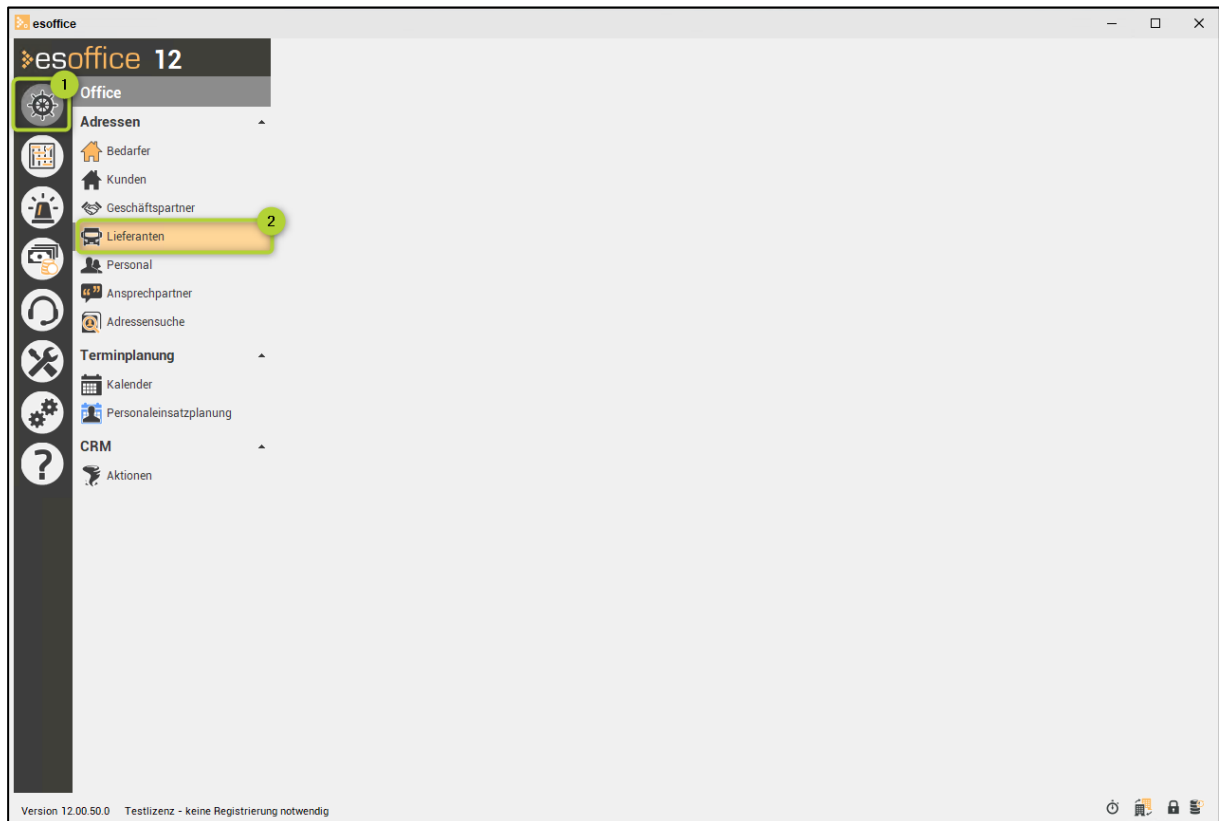 esoffice
esoffice 12
1
Office
Adressen
Bedarfer
Kunden
Geschäftspartner
2
Lieferanten
Personal
Ansprechpartner
Adressensuche
Terminplanung
Kalender
Personaleinsatzplanung
CRM
Aktionen
?
Version 12.00.50.0 Testlizenz - keine Registrierung notwendig